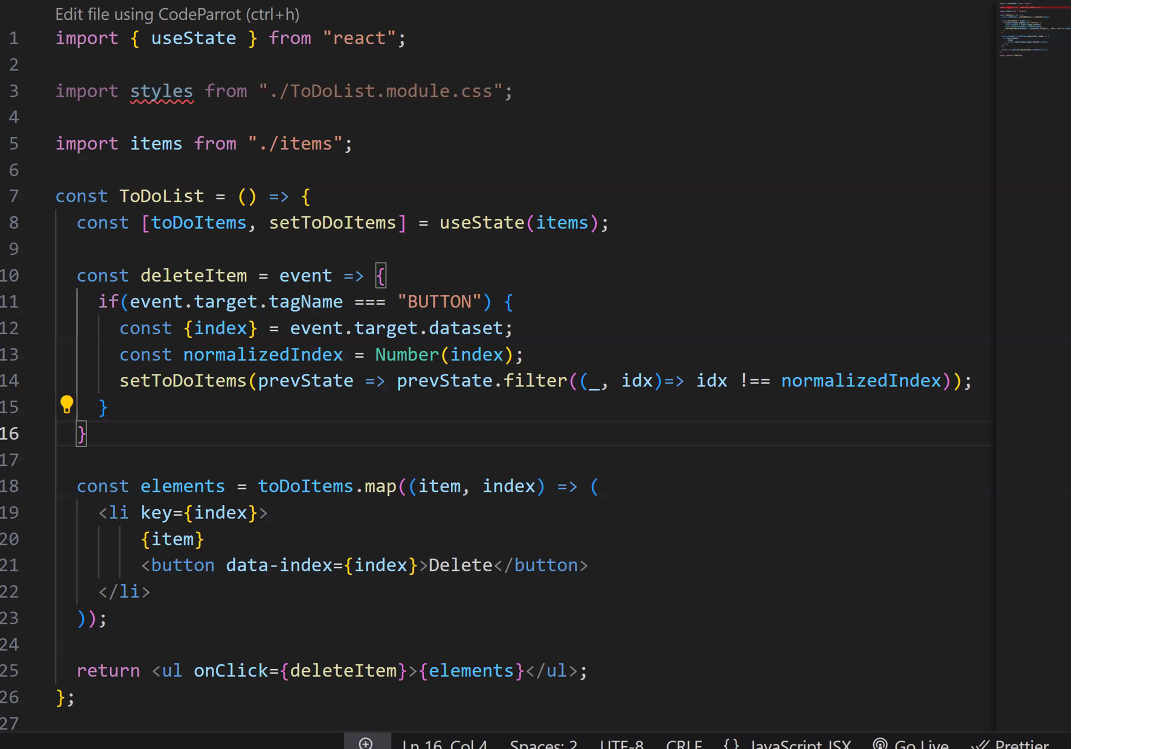 Edit file using CodeParrot (ctrl+h)
1 import { useState } from "react";
2
3 import styles from "./ToDoList.module.css";
4
5 import items from "./items";
6
7 const ToDoList = () => {
8 const [toDoItems, setToDoItems] = useState(items);
9
10 const deleteItem = event => {
11 if(event.target.tagName === "BUTTON") {
12 const {index} = event.target.dataset;
13 const normalizedIndex = Number(index);
14 setToDoItems(prevState => prevState.filter((_, idx)=> idx !== normalizedIndex));
15 }
16 }
17
18 const elements = toDoItems.map((item, index) => (
19 <li key={index}>
20 {item}
21 <button data-index={index}>Delete</button>
22 </li>
23 ));
24
25 return <ul onClick={deleteItem}>{elements}</ul>;
26 };
27
Ln 16, Col 4 Spaces: 2 UTF-8 CRLF {} JavaScript JSX Go Live Prettier